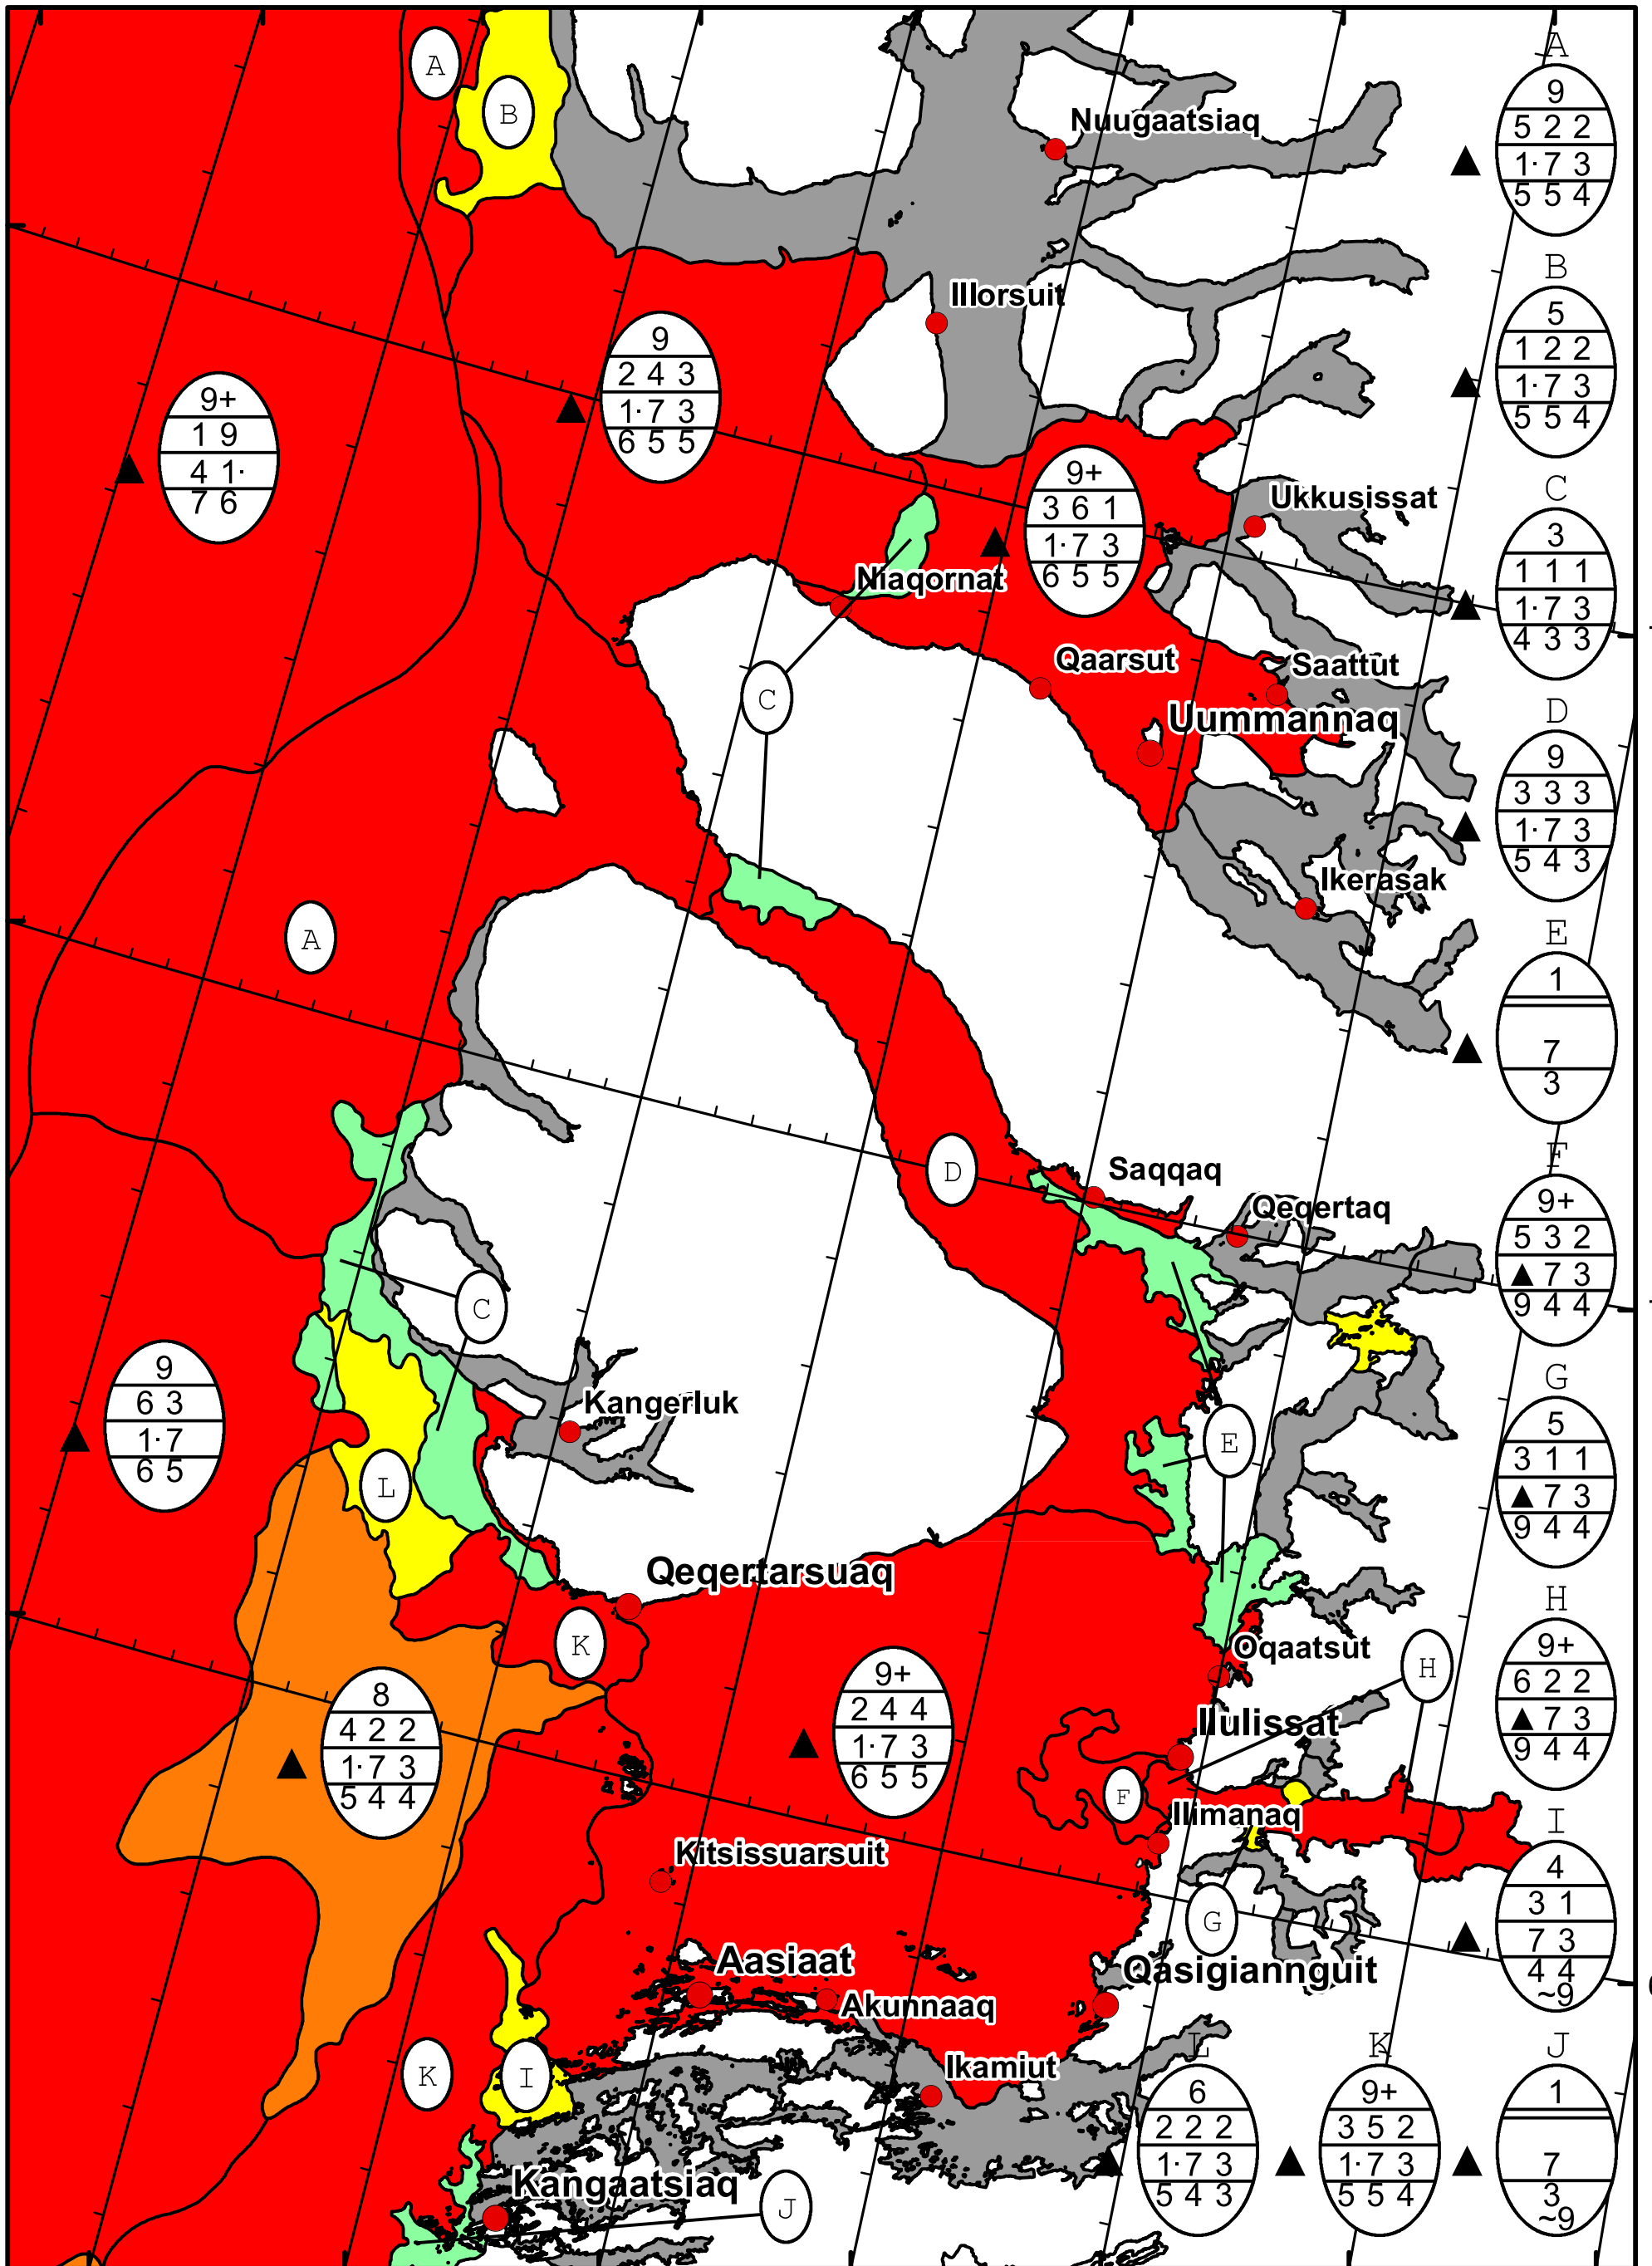 A
B
Nuugaatsiaq
Illorsuit
9
2 4 3
1· 7 3
6 5 5
9+
1 9
4 1·
7 6
9+
3 6 1
1· 7 3
6 5 5
Ukkusissat
Niaqornat
Qaarsut
Saattut
Uummannaq
C
Ikerasak
A
D
Saqqaq
Qeqertaq
C
Kangerluk
9
6 3
1· 7
6 5
E
L
Qeqertarsuaq
K
Oqaatsut
H
8
4 2 2
1· 7 3
5 4 4
9+
2 4 4
1· 7 3
6 5 5
Ilulissat
F
Ilimanaq
Kitsissuarsuit
G
Aasiaat
Akunnaaq
Qasigiannguit
K
I
Ikamiut
Kangaatsiaq
J
A
9
5 2 2
1· 7 3
5 5 4
B
5
1 2 2
1· 7 3
5 5 4
C
3
1 1 1
1· 7 3
4 3 3
D
9
3 3 3
1· 7 3
5 4 3
E
1
7
3
F
9+
5 3 2
▲ 7 3
9 4 4
G
5
3 1 1
▲ 7 3
9 4 4
H
9+
6 2 2
▲ 7 3
9 4 4
I
4
3 1
7 3
4 4
~9
L
6
2 2 2
1· 7 3
5 4 3
K
9+
3 5 2
1· 7 3
5 5 4
J
1
7
3
~9